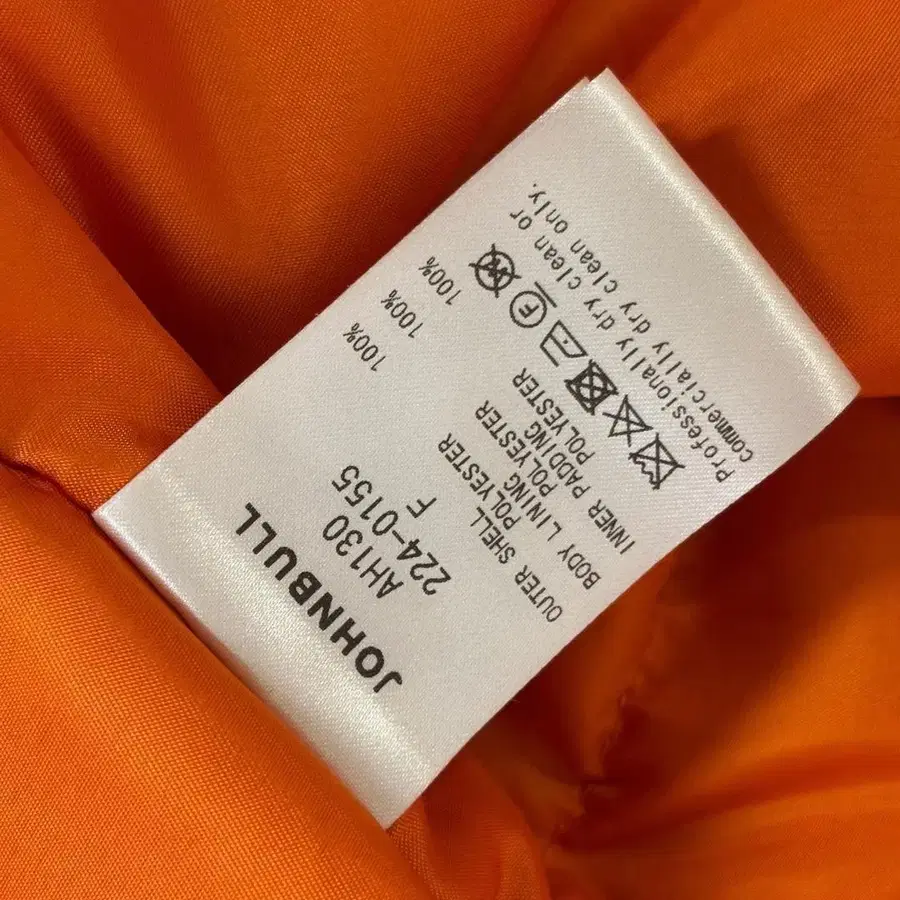 JOHNBULL
AH130
224-0155
F
OUTER SHELL
POLYESTER 100%
BODY LINING
POLYESTER 100%
INNER PADDING
POLYESTER 100%
F
Professionally dry clean or
commercially dry clean only.